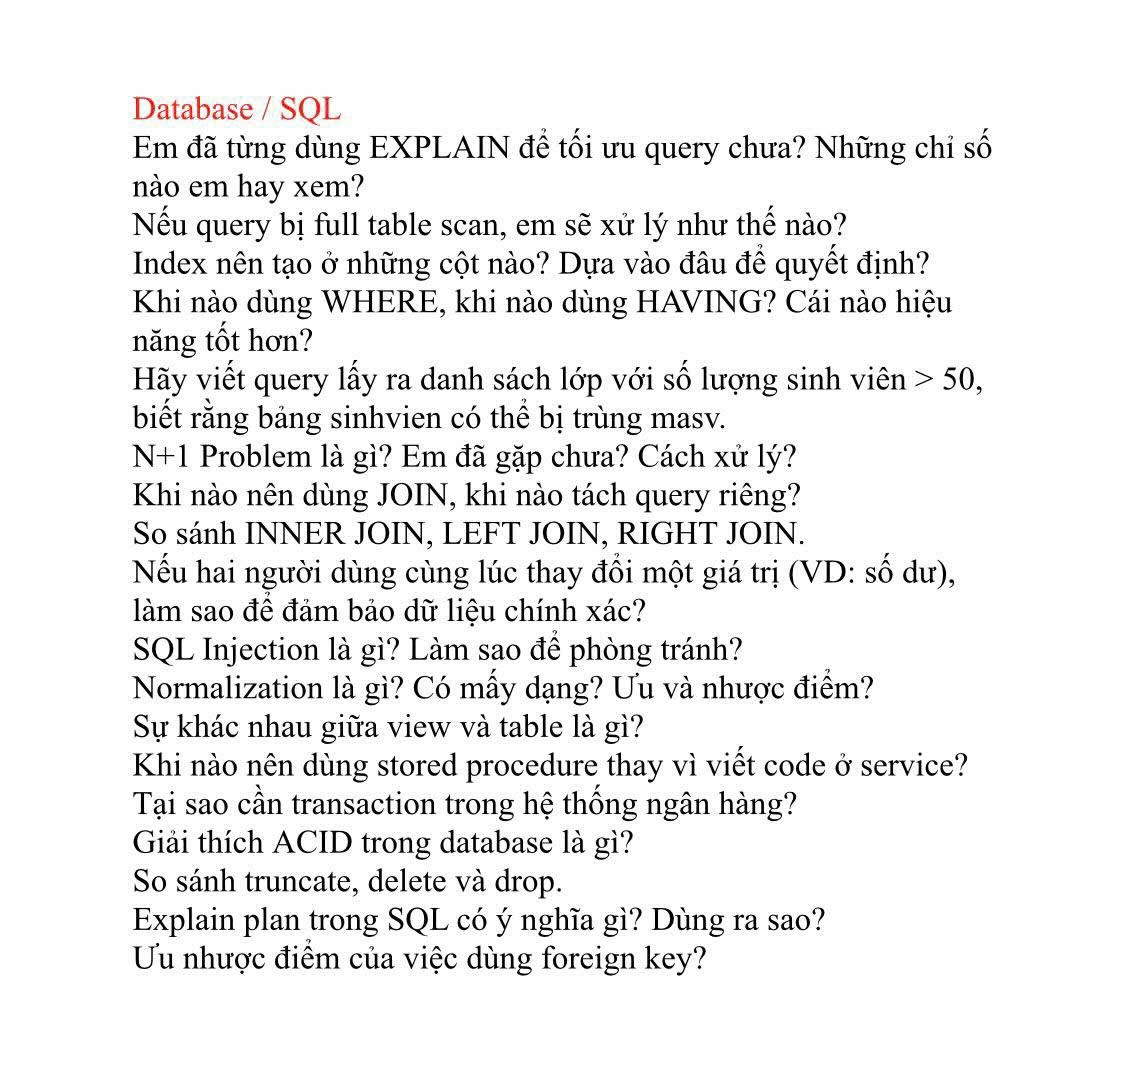 Database / SQL
Em đã từng dùng EXPLAIN để tối ưu query chưa? Những chỉ số
nào em hay xem?
Nếu query bị full table scan, em sẽ xử lý như thế nào?
Index nên tạo ở những cột nào? Dựa vào đâu để quyết định?
Khi nào dùng WHERE, khi nào dùng HAVING? Cái nào hiệu
năng tốt hơn?
Hãy viết query lấy ra danh sách lớp với số lượng sinh viên > 50,
biết rằng bảng sinhvien có thể bị trùng masv.
N+1 Problem là gì? Em đã gặp chưa? Cách xử lý?
Khi nào nên dùng JOIN, khi nào tách query riêng?
So sánh INNER JOIN, LEFT JOIN, RIGHT JOIN.
Nếu hai người dùng cùng lúc thay đổi một giá trị (VD: số dư),
làm sao để đảm bảo dữ liệu chính xác?
SQL Injection là gì? Làm sao để phòng tránh?
Normalization là gì? Có mấy dạng? Ưu và nhược điểm?
Sự khác nhau giữa view và table là gì?
Khi nào nên dùng stored procedure thay vì viết code ở service?
Tại sao cần transaction trong hệ thống ngân hàng?
Giải thích ACID trong database là gì?
So sánh truncate, delete và drop.
Explain plan trong SQL có ý nghĩa gì? Dùng ra sao?
Ưu nhược điểm của việc dùng foreign key?